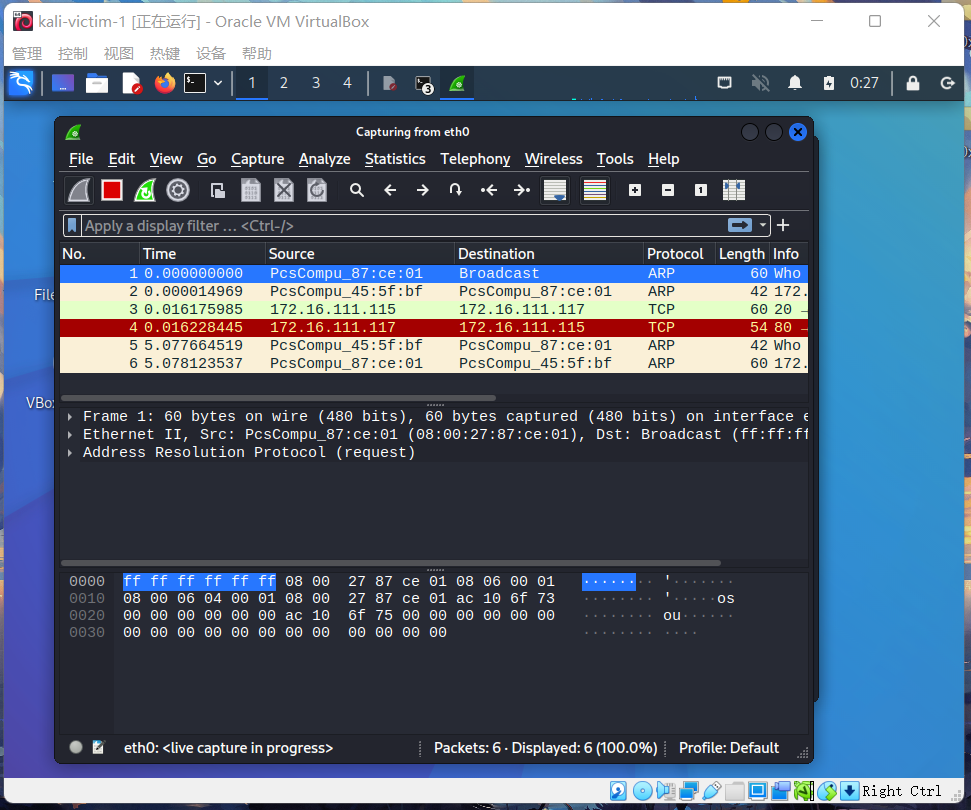 kali-victim-1 [正在运行] - Oracle VM VirtualBox
管理 控制 视图 热键 设备 帮助
1 2 3 4 3 0:27
File
VBox
Capturing from eth0
File Edit View Go Capture Analyze Statistics Telephony Wireless Tools Help
Apply a display filter … <Ctrl-/>
No. Time Source Destination Protocol Length Info
1 0.000000000 PcsCompu_87:ce:01 Broadcast ARP 60 Who
2 0.000014969 PcsCompu_45:5f:bf PcsCompu_87:ce:01 ARP 42 172.
3 0.016175985 172.16.111.115 172.16.111.117 TCP 60 20 →
4 0.016228445 172.16.111.117 172.16.111.115 TCP 54 80 →
5 5.077664519 PcsCompu_45:5f:bf PcsCompu_87:ce:01 ARP 42 Who
6 5.078123537 PcsCompu_87:ce:01 PcsCompu_45:5f:bf ARP 60 172.
Frame 1: 60 bytes on wire (480 bits), 60 bytes captured (480 bits) on interface e
Ethernet II, Src: PcsCompu_87:ce:01 (08:00:27:87:ce:01), Dst: Broadcast (ff:ff:ff
Address Resolution Protocol (request)
0000 ff ff ff ff ff ff 08 00 27 87 ce 01 08 06 00 01 ········ '·······
0010 08 00 06 04 00 01 08 00 27 87 ce 01 ac 10 6f 73 ········ '·····os
0020 00 00 00 00 00 00 ac 10 6f 75 00 00 00 00 00 00 ········ ou······
0030 00 00 00 00 00 00 00 00 00 00 00 00 ········ ····
eth0: <live capture in progress> Packets: 6 · Displayed: 6 (100.0%) Profile: Default
Right Ctrl